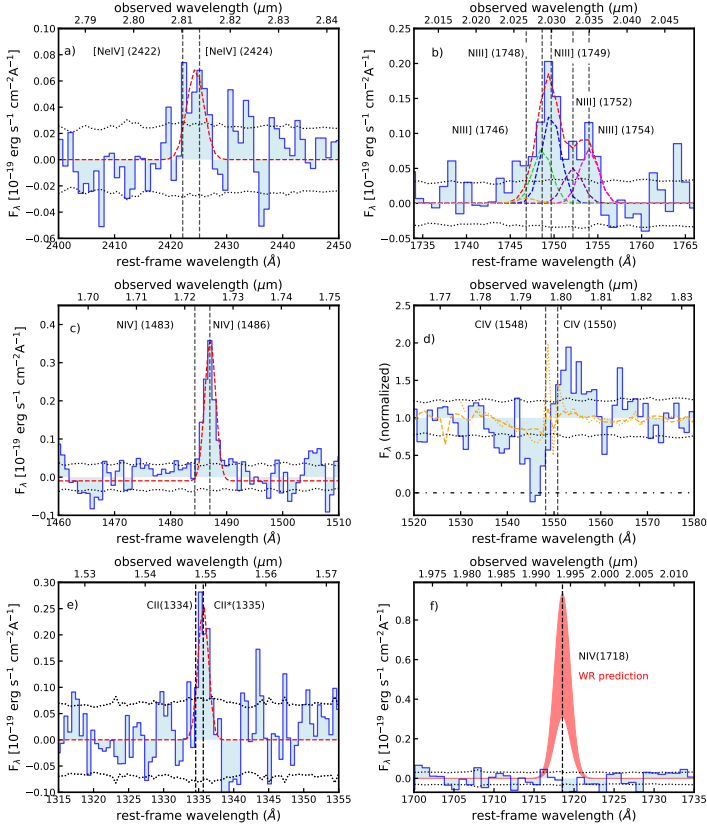 observed wavelength (μm)
2.79 2.80 2.81 2.82 2.83 2.84
a)
[NeIV] (2422)
[NeIV] (2424)
0.10
0.08
0.06
0.04
0.02
0.00
−0.02
−0.04
−0.06
F_λ [10⁻¹⁹ erg s⁻¹ cm⁻²A⁻¹]
2400 2410 2420 2430 2440 2450
rest-frame wavelength (Å)
observed wavelength (μm)
2.015 2.020 2.025 2.030 2.035 2.040 2.045
b)
NIII] (1748)
NIII] (1749)
NIII] (1752)
NIII] (1746)
NIII] (1754)
0.25
0.20
0.15
0.10
0.05
0.00
−0.05
F_λ [10⁻¹⁹ erg s⁻¹ cm⁻²A⁻¹]
1735 1740 1745 1750 1755 1760 1765
rest-frame wavelength (Å)
observed wavelength (μm)
1.70 1.71 1.72 1.73 1.74 1.75
c)
NIV] (1483)
NIV] (1486)
0.4
0.3
0.2
0.1
0.0
−0.1
F_λ [10⁻¹⁹ erg s⁻¹ cm⁻²A⁻¹]
1460 1470 1480 1490 1500 1510
rest-frame wavelength (Å)
observed wavelength (μm)
1.77 1.78 1.79 1.80 1.81 1.82 1.83
d)
CIV (1548)
CIV (1550)
2.5
2.0
1.5
1.0
0.5
0.0
F_λ (normalized)
1520 1530 1540 1550 1560 1570 1580
rest-frame wavelength (Å)
observed wavelength (μm)
1.53 1.54 1.55 1.56 1.57
e)
CII(1334)
CII*(1335)
0.30
0.25
0.20
0.15
0.10
0.05
0.00
−0.05
−0.10
F_λ [10⁻¹⁹ erg s⁻¹ cm⁻²A⁻¹]
1315 1320 1325 1330 1335 1340 1345 1350 1355
rest-frame wavelength (Å)
observed wavelength (μm)
1.975 1.980 1.985 1.990 1.995 2.000 2.005 2.010
f)
NIV(1718)
WR prediction
0.8
0.6
0.4
0.2
0.0
F_λ [10⁻¹⁹ erg s⁻¹ cm⁻²A⁻¹]
1700 1705 1710 1715 1720 1725 1730 1735
rest-frame wavelength (Å)